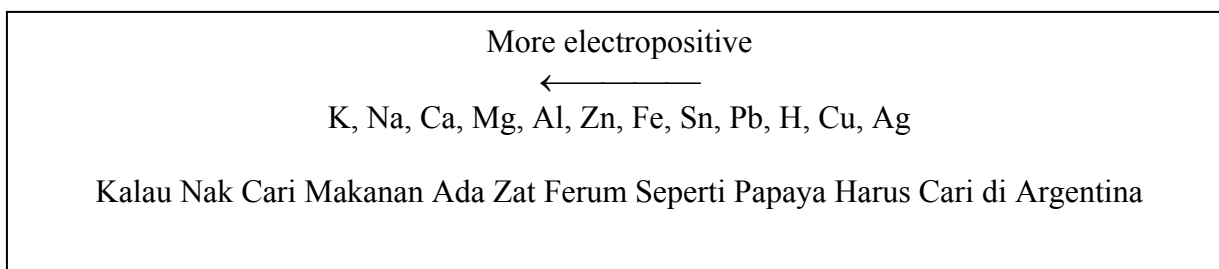 More electropositive
K, Na, Ca, Mg, Al, Zn, Fe, Sn, Pb, H, Cu, Ag
Kalau Nak Cari Makanan Ada Zat Ferum Seperti Papaya Harus Cari di Argentina